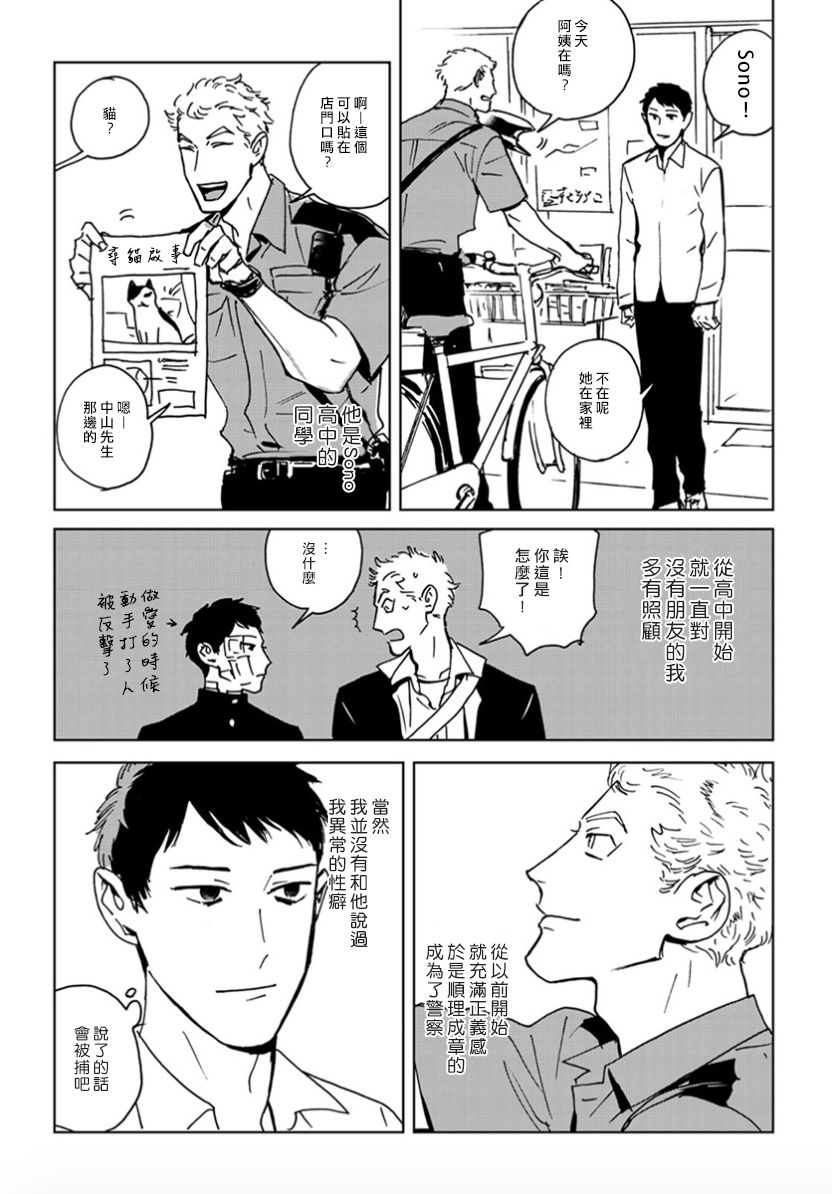 Sono！
今天
阿姨在嗎？
不在呢
她在家裡
啊—這個
可以貼在
店門口嗎？
貓？
尋貓啟事
嗯—
中山先生
那邊的
他是Sono
高中的
同學
從高中開始
就一直對
沒有朋友的我
多有照顧
誒！
你這是
怎麼了！
…
沒什麼
做愛的時候
動手打了人
被反擊了
從以前開始
就充滿正義感
於是順理成章的
成為了警察
當然
我並沒有和他說過
我異常的性癖
說了的話
會被捕吧